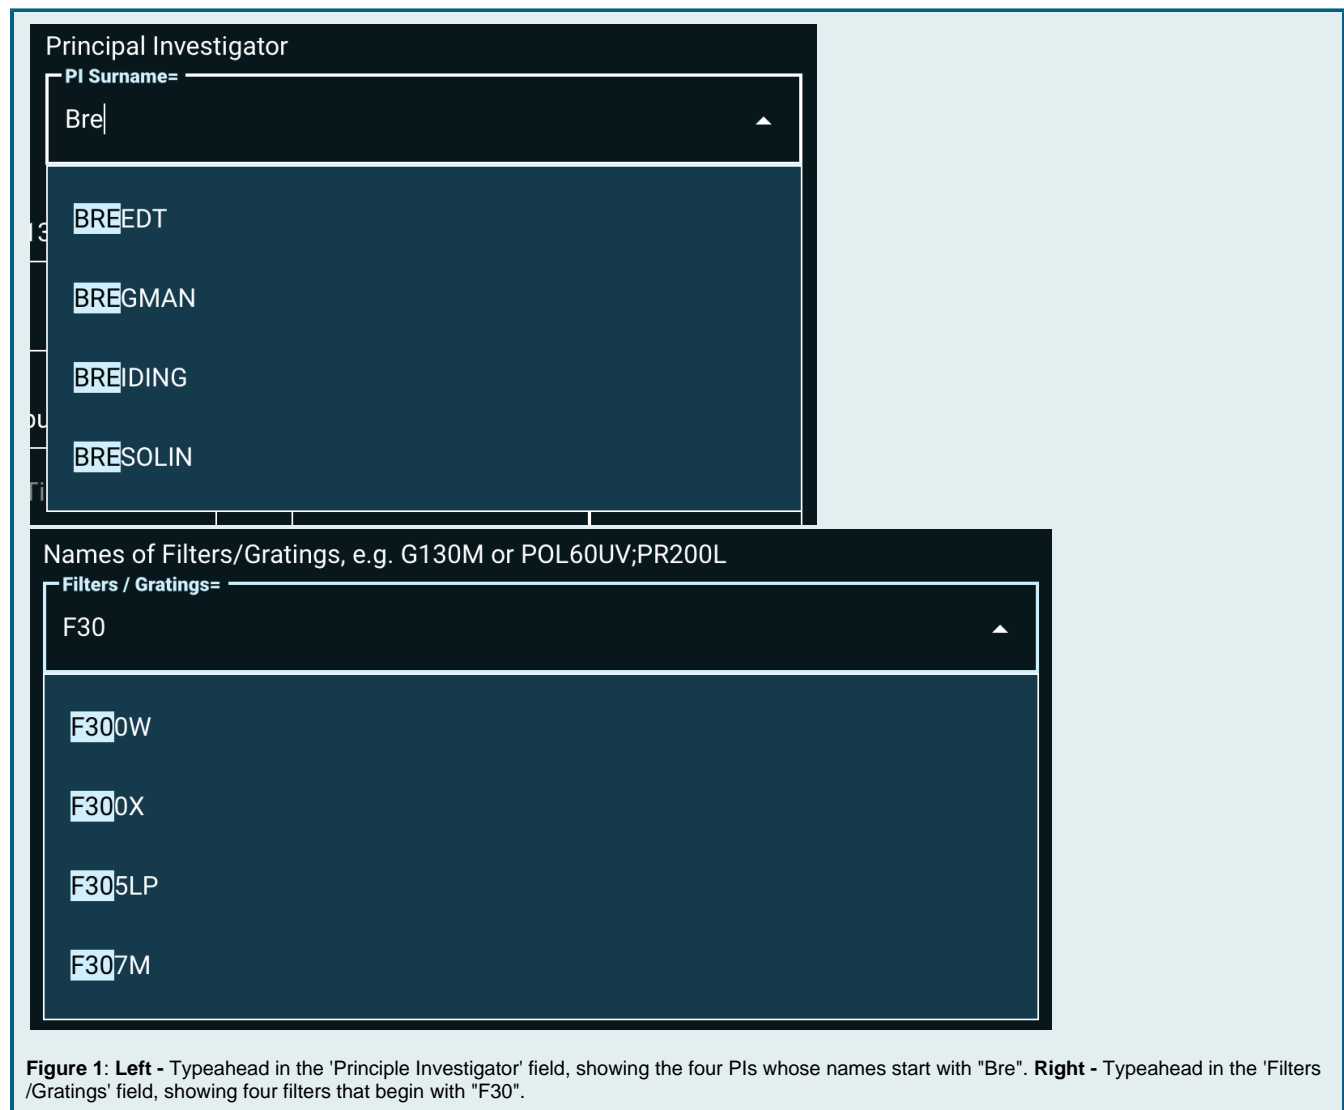 Principal Investigator
PI Surname=
Bre
BREEDT
13
BREGMAN
BREIDING
BRESOLIN
Ti
Names of Filters/Gratings, e.g. G130M or POL60UV;PR200L
Filters / Gratings=
F30
F300W
F300X
F305LP
F307M
Figure 1: Left - Typeahead in the 'Principle Investigator' field, showing the four PIs whose names start with "Bre". Right - Typeahead in the 'Filters
/Gratings' field, showing four filters that begin with "F30".